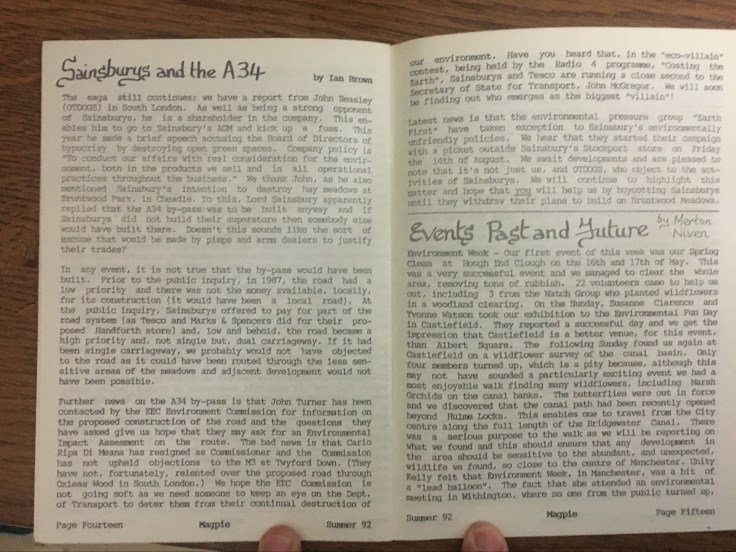 Sainsburys and the A34
by Ian Brown
The saga still continues; we have a report from John Beasley
(OTDOGS) in South London. As well as being a strong opponent
of the company, he is a shareholder in the company. This en-
ables him to go to Sainsbury's AGM and kick up a fuss. This
year he made a brief speech accusing the Board of Directors of
hypocrisy by destroying open green spaces. Company policy is
"To conduct our affairs with real consideration for the envir-
onment, both in the products we sell and in all operational
practices throughout the business." We thank John, as he also
mentioned Sainsbury's intention to destroy hay meadows at
Bruntwood Park, in Cheadle. To this, Lord Sainsbury apparently
replied that the A34 by-pass was to be built anyway and if
Sainsburys did not build their superstore then somebody else
would have built there. Doesn't this sound like the sort of
excuse that would be made by pimps and arms dealers to justify
their trades?
In any event, it is not true that the by-pass would have been
built. Prior to the public inquiry, in 1987, the road had a
low priority and there was not the money available, locally,
for its construction (it would have been a local road). At
the public inquiry, Sainsburys offered to pay for part of the
road system (as Tesco and Marks & Spencers did for their pro-
posed Handforth store) and, low and behold, the road became a
high priority and, not single but, dual carriageway. If it had
been single carriageway, we probably would not have objected
to the road as it could have been routed through the less sen-
sitive areas of the meadows and adjacent development would not
have been possible.
Further news on the A34 by-pass is that John Turner has been
contacted by the EEC Environment Commission for information on
the proposed construction of the road and the questions they
have asked give us hope that they may ask for an Environmental
Impact Assessment on the route. The bad news is that Carlo
Ripa Di Meana has resigned as Commissioner and the Commission
has not upheld objections to the M3 at Twyford Down. (They
have not, fortunately, relented over the proposed road through
Oxleas Wood in South London.) We hope the EEC Commission is
not going soft as we need someone to keep an eye on the Dept.
of Transport to deter them from their continual destruction of
Page Fourteen Magpie Summer 92
our environment. Have you heard that, in the "eco-villain"
contest, being held by the Radio 4 programme, "Costing the
Earth", Sainsburys and Tesco are running a close second to the
Secretary of State for Transport, John McGregor. We will soon
be finding out who emerges as the biggest "villain"!
Latest news is that the environmental pressure group "Earth
First" have taken exception to Sainsbury's environmentally
unfriendly policies. We hear that they started their campaign
with a picket outside Sainsbury's Stockport store on Friday
the 14th of August. We await developments and are pleased to
note that it's not just us, and OTDOGS, who object to the act-
ivities of Sainsburys. We will continue to highlight this
matter and hope that you will help us by boycotting Sainsburys
until they withdraw their plans to build on Bruntwood Meadows.
Events Past and Future
by Merton
Niven
Environment Week - Our first event of this week was our Spring
Clean at Hough End Clough on the 16th and 17th of May. This
was a very successful event and we managed to clear the whole
area, removing tons of rubbish. 22 volunteers came to help us
out, including 3 from the Watch Group who planted wildflowers
in a woodland clearing. On the Sunday, Susanne Clarence and
Yvonne Watson took our exhibition to the Environmental Fun Day
in Castlefield. They reported a successful day and we get the
impression that Castlefield is a better venue, for this event,
than Albert Square. The following Sunday found us again at
Castlefield on a wildflower survey of the canal basin. Only
four members turned up, which is a pity because, although this
may not have sounded a particularly exciting event we had a
most enjoyable walk finding many wildflowers, including Marsh
Orchids on the canal banks. The butterflies were out in force
and we discovered that the canal path had been recently opened
beyond Hulme Locks. This enables one to travel from the City
centre along the full length of the Bridgewater Canal. There
was a serious purpose to the walk as we will be reporting on
what we found and this should ensure that any development in
the area should be sensitive to the abundant, and unexpected,
wildlife we found, so close to the centre of Manchester. Unity
Kelly felt that Environment Week, in Manchester, was a bit of
a "lead balloon". The fact that she attended an environmental
meeting in Withington, where no one from the public turned up,
Summer 92 Magpie Page Fifteen